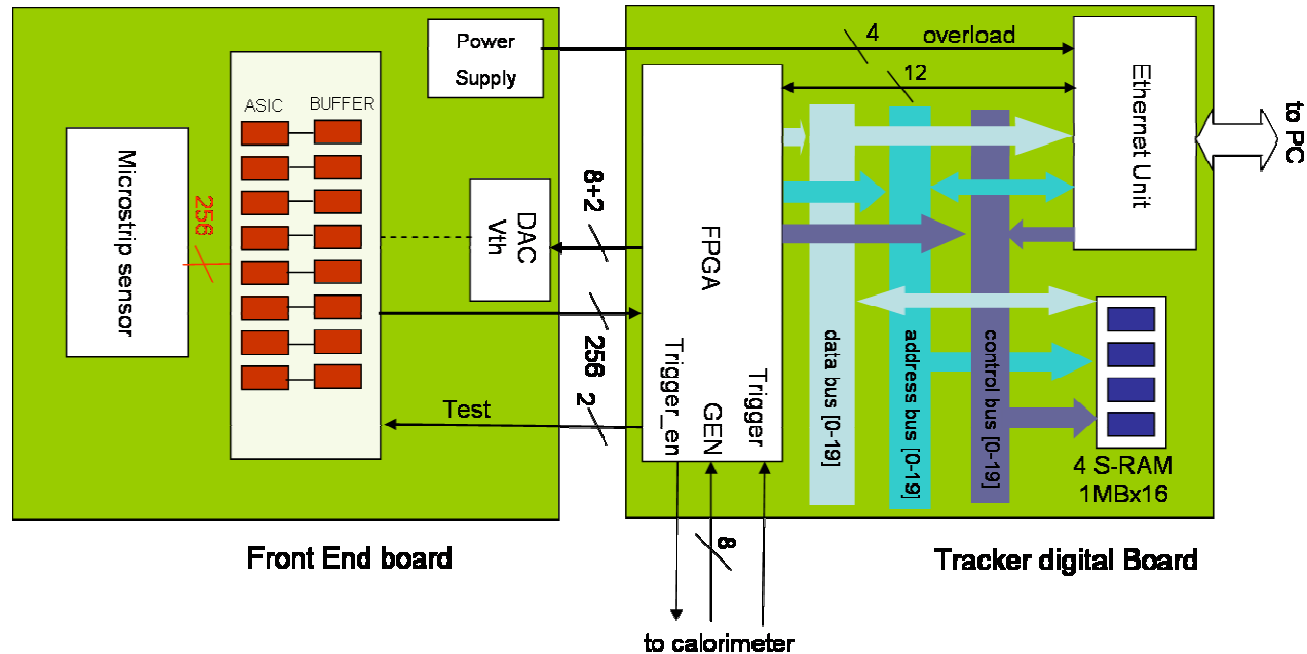 Power
Supply
4
overload
12
ASIC
BUFFER
Microstrip sensor
256
8+2
DAC
Vth
FPGA
Ethernet Unit
to PC
256
2
Test
Trigger_en
GEN
Trigger
data bus [0-19]
address bus [0-19]
control bus [0-19]
4 S-RAM
1MBx16
Front End board
8
Tracker digital Board
to calorimeter